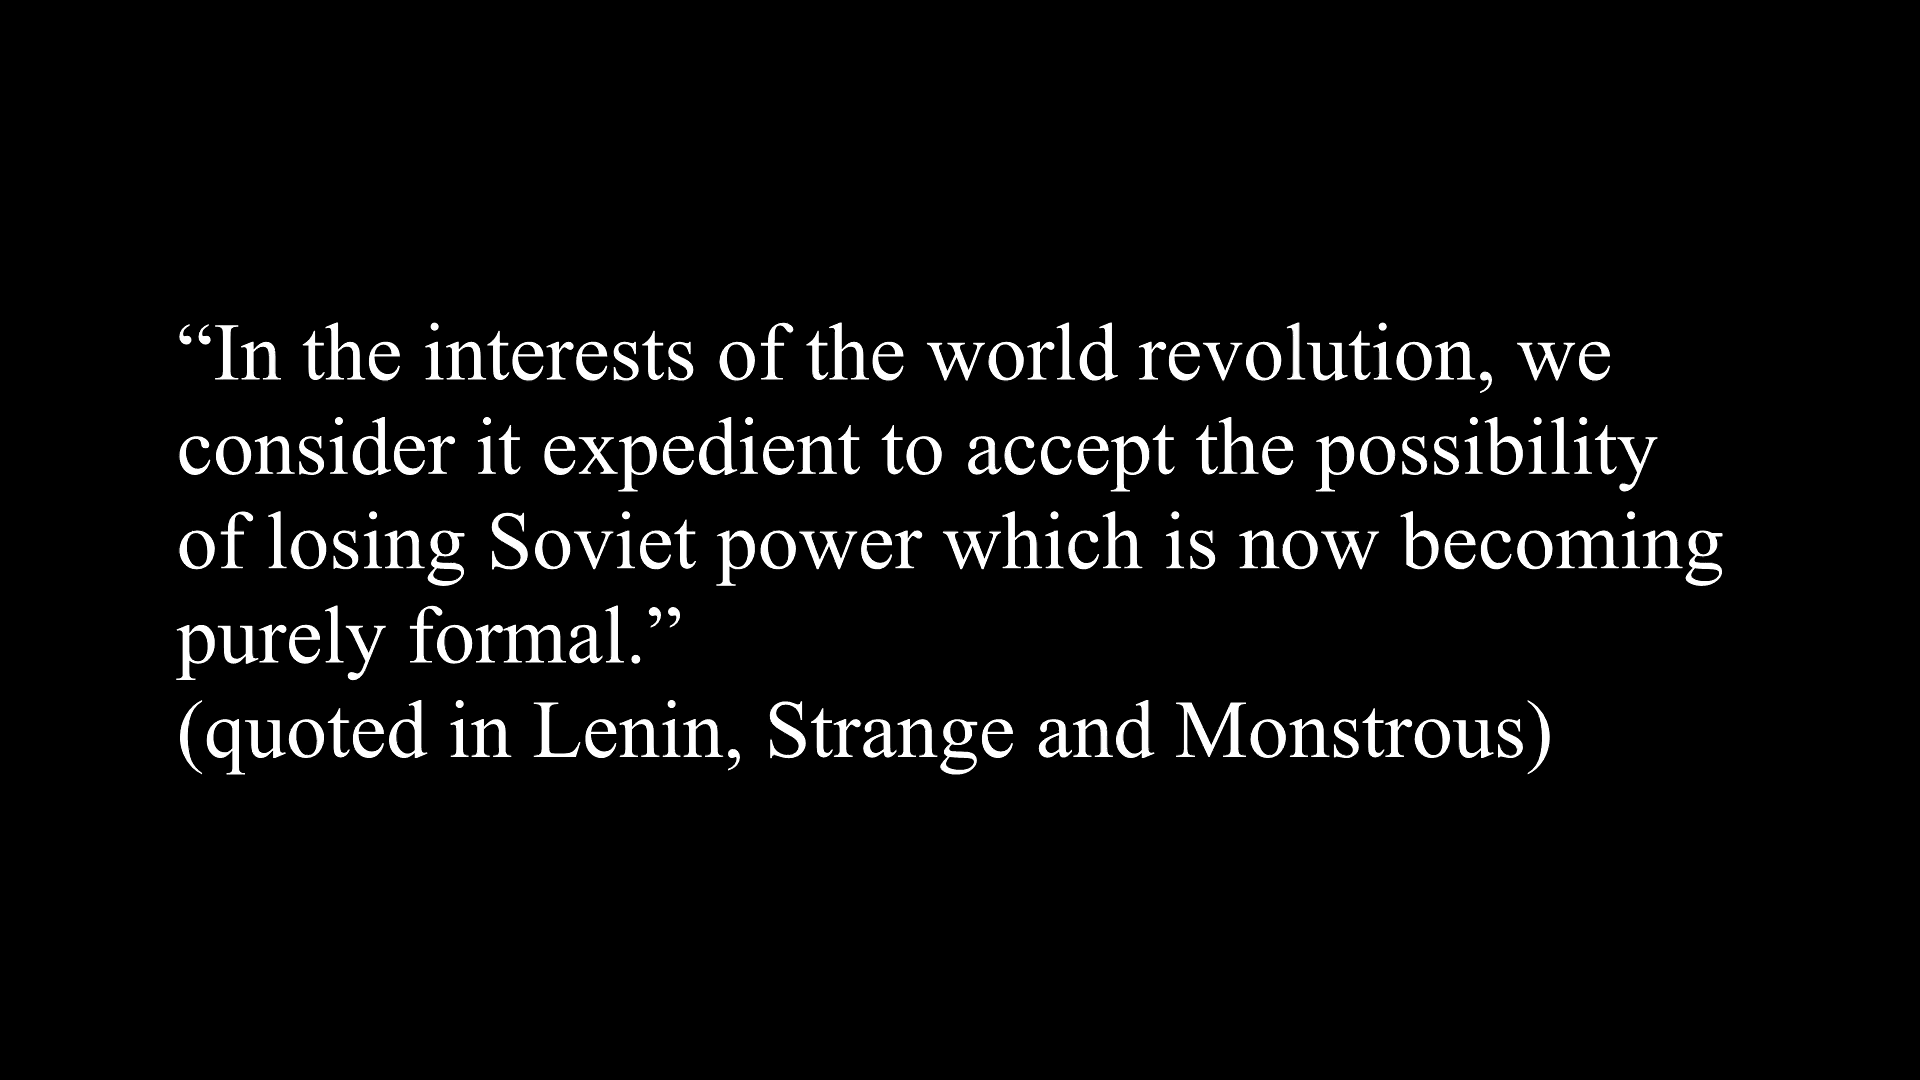 “In the interests of the world revolution, we
consider it expedient to accept the possibility
of losing Soviet power which is now becoming
purely formal.”
(quoted in Lenin, Strange and Monstrous)